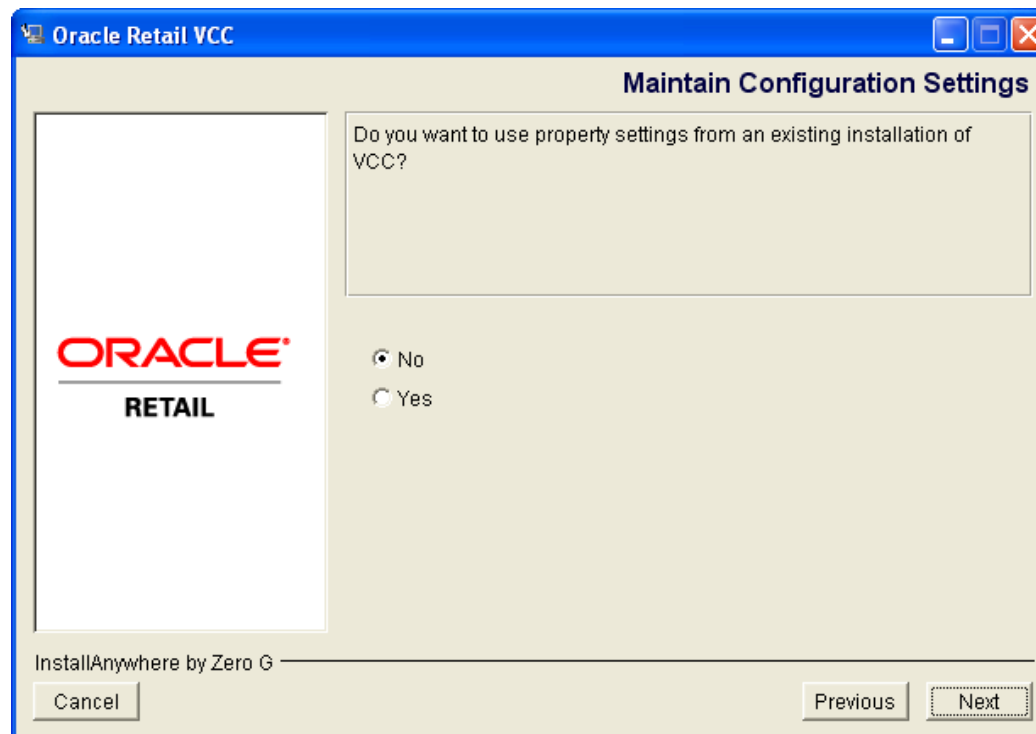 Oracle Retail VCC
Maintain Configuration Settings
Do you want to use property settings from an existing installation of
VCC?
ORACLE
RETAIL
No
Yes
InstallAnywhere by Zero G
Cancel
Previous
Next